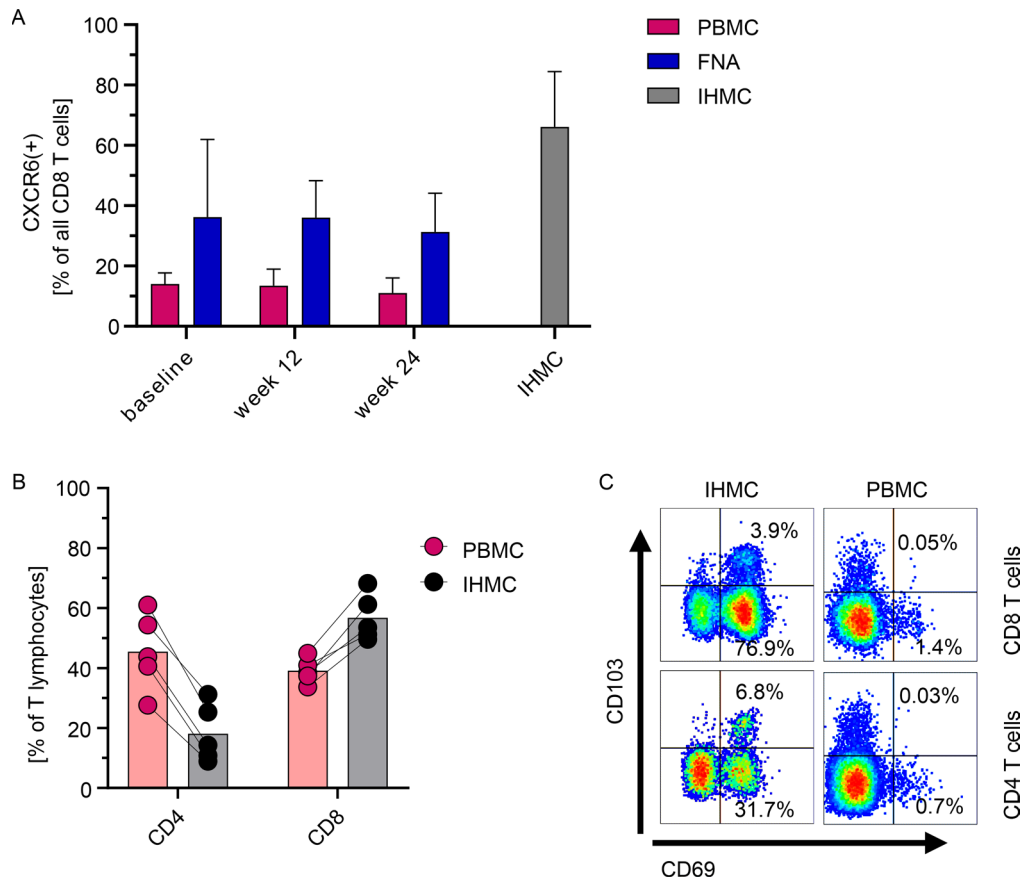 A
CXCR6(+)
[% of all CD8 T cells]
100
80
60
40
20
0
baseline
week 12
week 24
IHMC
PBMC
FNA
IHMC
B
[% of T lymphocytes]
100
80
60
40
20
0
CD4
CD8
PBMC
IHMC
C
IHMC
PBMC
3.9%
0.05%
76.9%
1.4%
CD8 T cells
6.8%
0.03%
31.7%
0.7%
CD4 T cells
CD103
CD69